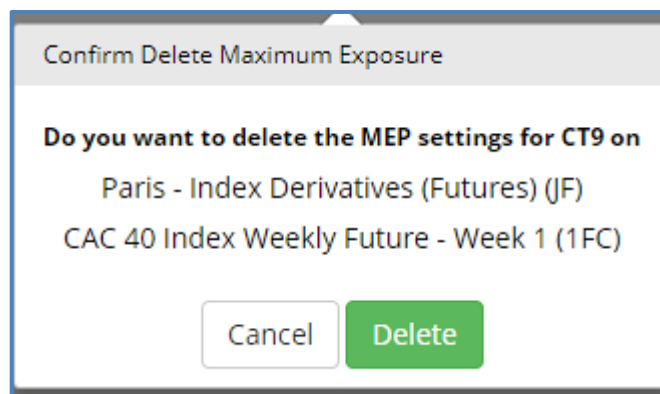 Confirm Delete Maximum Exposure
Do you want to delete the MEP settings for CT9 on
Paris - Index Derivatives (Futures) (JF)
CAC 40 Index Weekly Future - Week 1 (1FC)
Cancel Delete